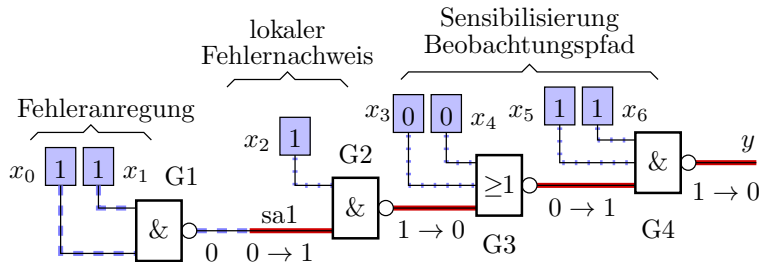 Sensibilisierung
Beobachtungspfad
lokaler
Fehlernachweis
Fehleranregung
x₀ 1 1 x₁ G1
x₂ 1 G2
x₃ 0 0 x₄
x₅ 1 1 x₆
y
& 0
sa1
0 → 1
& 1 → 0
≥1 G3
0 → 1
& G4
1 → 0